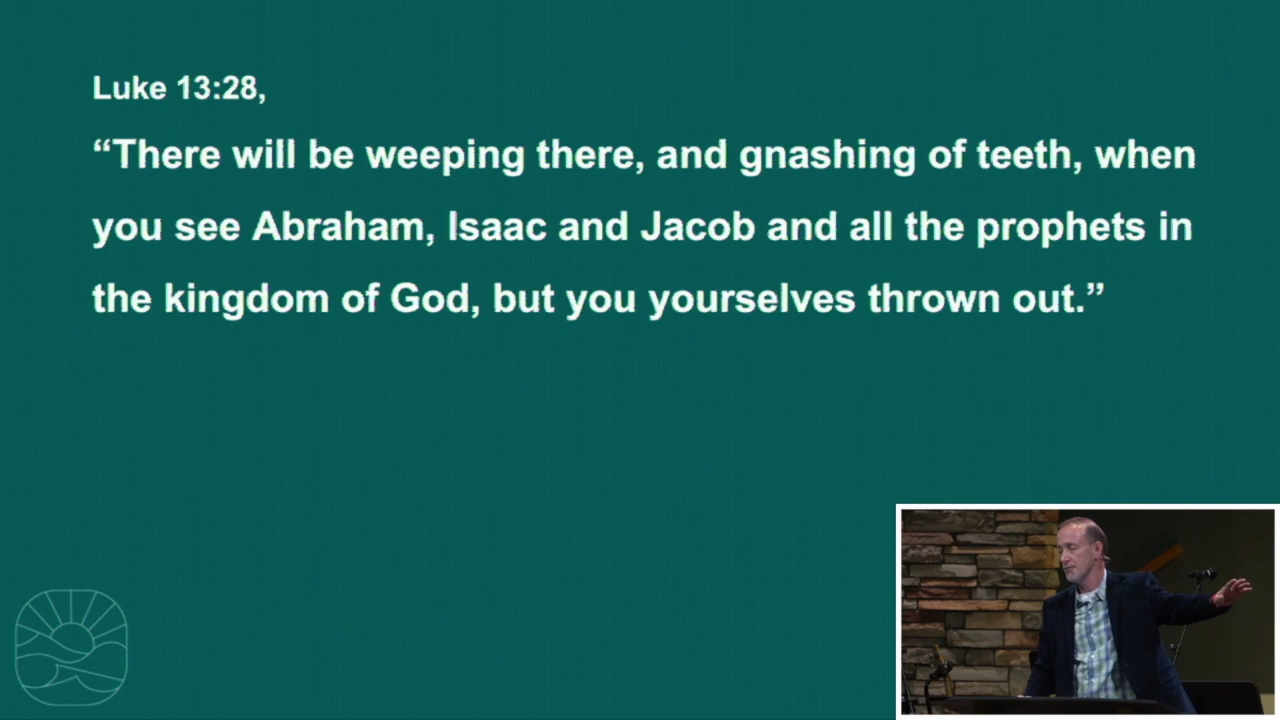 Luke 13:28,
“There will be weeping there, and gnashing of teeth, when
you see Abraham, Isaac and Jacob and all the prophets in
the kingdom of God, but you yourselves thrown out.”